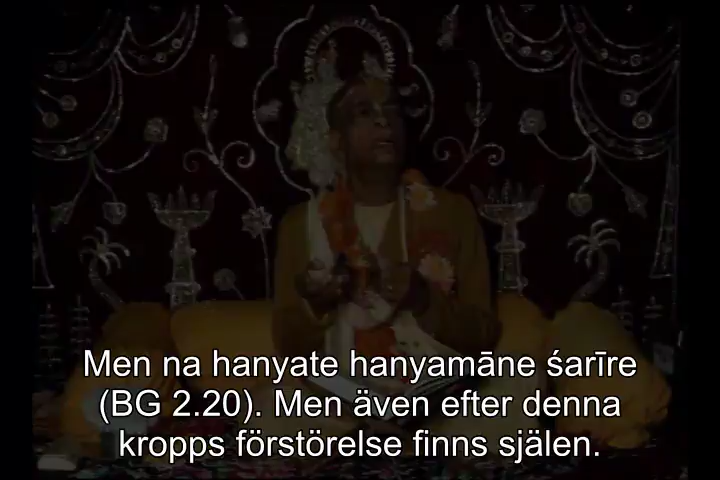 Men na hanyate hanyamāne śarīre
(BG 2.20). Men även efter denna
kropps förstörelse finns själen.